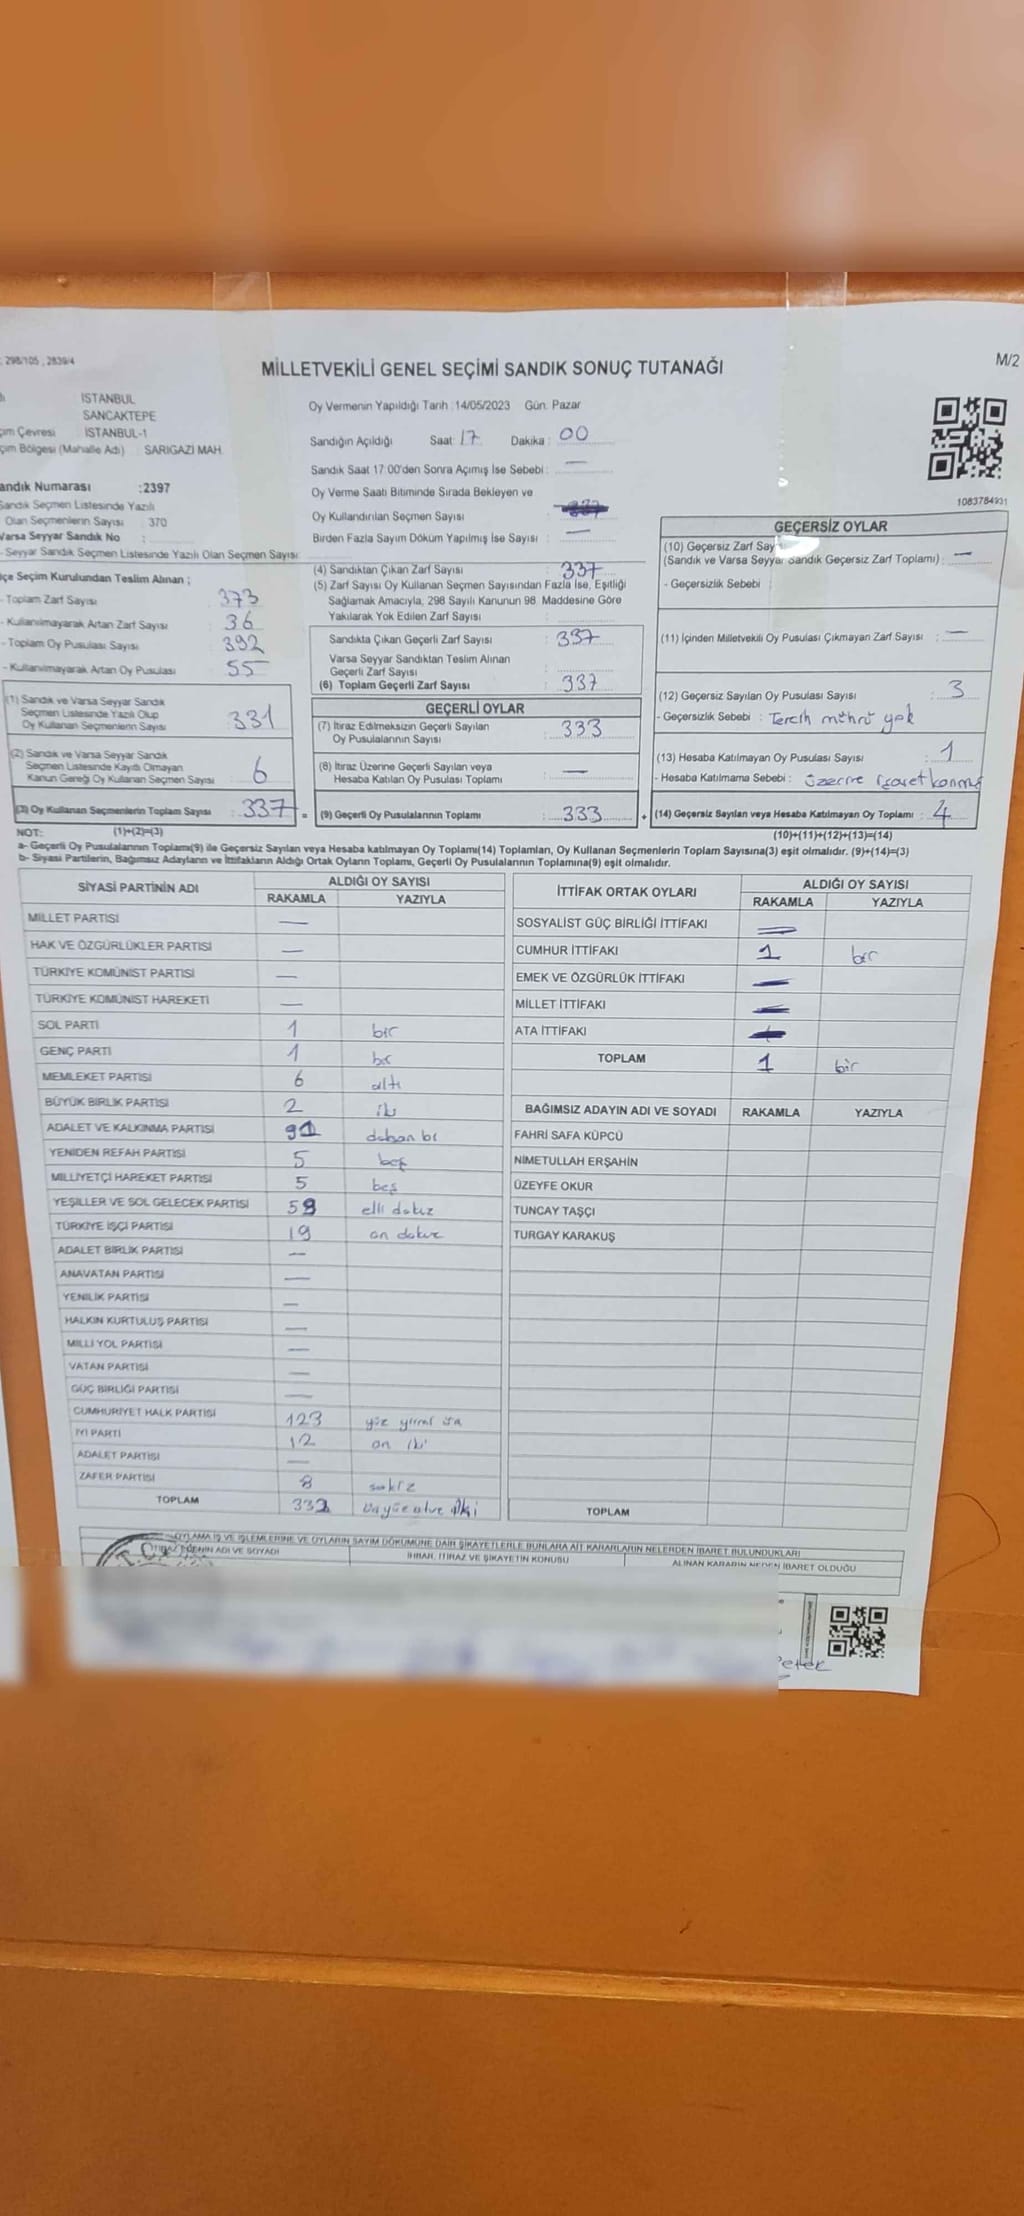 : 298/105 , 2839/4
M/2
MİLLETVEKİLİ GENEL SEÇİMİ SANDIK SONUÇ TUTANAĞI
İSTANBUL
SANCAKTEPE
çim Çevresi İSTANBUL-1
çim Bölgesi (Mahalle Adı) SARIGAZİ MAH.
andık Numarası :2397
Sandık Seçmen Listesinde Yazılı
Olan Seçmenlerin Sayısı : 370
Varsa Seyyar Sandık No :
- Seyyar Sandık Seçmen Listesinde Yazılı Olan Seçmen Sayısı:
çe Seçim Kurulundan Teslim Alınan ;
- Toplam Zarf Sayısı 373
- Kullanılmayarak Artan Zarf Sayısı 36
- Toplam Oy Pusulası Sayısı 392
- Kullanılmayarak Artan Oy Pusulası 55
(1) Sandık ve Varsa Seyyar Sandık
Seçmen Listesinde Yazılı Olup
Oy Kullanan Seçmenlerin Sayısı : 331
(2) Sandık ve Varsa Seyyar Sandık
Seçmen Listesinde Kayıtlı Olmayan
Kanun Gereği Oy Kullanan Seçmen Sayısı : 6
(3) Oy Kullanan Seçmenlerin Toplam Sayısı : 337 =
NOT: (1)+(2)=(3)
Oy Vermenin Yapıldığı Tarih :14/05/2023 Gün: Pazar
Sandığın Açıldığı Saat: 17 Dakika : 00
Sandık Saat 17:00'den Sonra Açılmış İse Sebebi : —
Oy Verme Saati Bitiminde Sırada Bekleyen ve
Oy Kullandırılan Seçmen Sayısı :
Birden Fazla Sayım Döküm Yapılmış İse Sayısı : —
(4) Sandıktan Çıkan Zarf Sayısı : 337
(5) Zarf Sayısı Oy Kullanan Seçmen Sayısından Fazla İse, Eşitliği
Sağlamak Amacıyla, 298 Sayılı Kanunun 98. Maddesine Göre
Yakılarak Yok Edilen Zarf Sayısı :
Sandıkta Çıkan Geçerli Zarf Sayısı : 337
Varsa Seyyar Sandıktan Teslim Alınan
Geçerli Zarf Sayısı :
(6) Toplam Geçerli Zarf Sayısı : 337
GEÇERLİ OYLAR
(7) İtiraz Edilmeksizin Geçerli Sayılan
Oy Pusulalarının Sayısı : 333
(8) İtiraz Üzerine Geçerli Sayılan veya
Hesaba Katılan Oy Pusulası Toplamı : —
(9) Geçerli Oy Pusulalarının Toplamı : 333 +
1083784931
GEÇERSİZ OYLAR
(10) Geçersiz Zarf Say
(Sandık ve Varsa Seyyar Sandık Geçersiz Zarf Toplamı) : —
- Geçersizlik Sebebi :
(11) İçinden Milletvekili Oy Pusulası Çıkmayan Zarf Sayısı : —
(12) Geçersiz Sayılan Oy Pusulası Sayısı : 3
- Geçersizlik Sebebi : Tercih mührü yok
(13) Hesaba Katılmayan Oy Pusulası Sayısı : 1
- Hesaba Katılmama Sebebi : üzerine işaret konmş
(14) Geçersiz Sayılan veya Hesaba Katılmayan Oy Toplamı : 4
(10)+(11)+(12)+(13)=(14)
a- Geçerli Oy Pusulalarının Toplamı(9) ile Geçersiz Sayılan veya Hesaba katılmayan Oy Toplamı(14) Toplamları, Oy Kullanan Seçmenlerin Toplam Sayısına(3) eşit olmalıdır. (9)+(14)=(3)
b- Siyasi Partilerin, Bağımsız Adayların ve İttifakların Aldığı Ortak Oyların Toplamı, Geçerli Oy Pusulalarının Toplamına(9) eşit olmalıdır.
SİYASİ PARTİNİN ADI ALDIĞI OY SAYISI
RAKAMLA YAZIYLA
MİLLET PARTİSİ —
HAK VE ÖZGÜRLÜKLER PARTİSİ —
TÜRKİYE KOMÜNİST PARTİSİ —
TÜRKİYE KOMÜNİST HAREKETİ —
SOL PARTİ 1 bir
GENÇ PARTİ 1 bir
MEMLEKET PARTİSİ 6 altı
BÜYÜK BİRLİK PARTİSİ 2 iki
ADALET VE KALKINMA PARTİSİ 91 doksan bi
YENİDEN REFAH PARTİSİ 5 beş
MİLLİYETÇİ HAREKET PARTİSİ 5 beş
YEŞİLLER VE SOL GELECEK PARTİSİ 59 elli dokuz
TÜRKİYE İŞÇİ PARTİSİ 19 on dokuz
ADALET BİRLİK PARTİSİ —
ANAVATAN PARTİSİ —
YENİLİK PARTİSİ —
HALKIN KURTULUŞ PARTİSİ —
MİLLİ YOL PARTİSİ —
VATAN PARTİSİ —
GÜÇ BİRLİĞİ PARTİSİ —
CUMHURİYET HALK PARTİSİ 123 yüz yirmi üç
İYİ PARTİ 12 on iki
ADALET PARTİSİ —
ZAFER PARTİSİ 8 sekiz
TOPLAM 332
İTTİFAK ORTAK OYLARI ALDIĞI OY SAYISI
RAKAMLA YAZIYLA
SOSYALİST GÜÇ BİRLİĞİ İTTİFAKI —
CUMHUR İTTİFAKI 1 bir
EMEK VE ÖZGÜRLÜK İTTİFAKI —
MİLLET İTTİFAKI —
ATA İTTİFAKI
TOPLAM 1 bir
BAĞIMSIZ ADAYIN ADI VE SOYADI RAKAMLA YAZIYLA
FAHRİ SAFA KÜPCÜ
NİMETULLAH ERŞAHİN
ÜZEYFE OKUR
TUNCAY TAŞÇI
TURGAY KARAKUŞ
TOPLAM
OYLAMA İŞ VE İŞLEMLERİNE VE OYLARIN SAYIM DÖKÜMÜNE DAİR ŞİKAYETLERLE BUNLARA AİT KARARLARIN NELERDEN İBARET BULUNDUKLARI
İTİRAZ EDENİN ADI VE SOYADI İHBAR, İTİRAZ VE ŞİKAYETİN KONUSU ALINAN KARARIN NEDEN İBARET OLDUĞU
T.C.